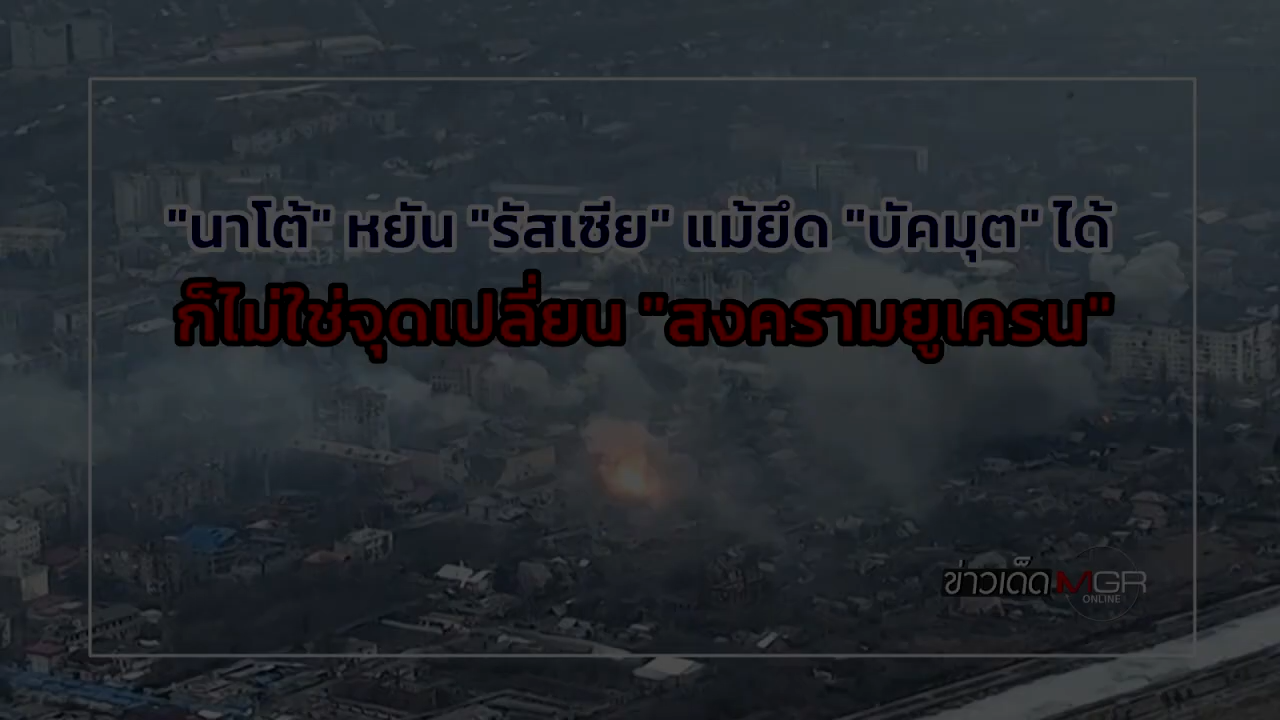 "นาโต้" หยัน "รัสเซีย" แม้ยึด "บัคมุต" ได้
ก็ไม่ใช่จุดเปลี่ยน "สงครามยูเครน"
ข่าวเด็ด MGR
ONLINE